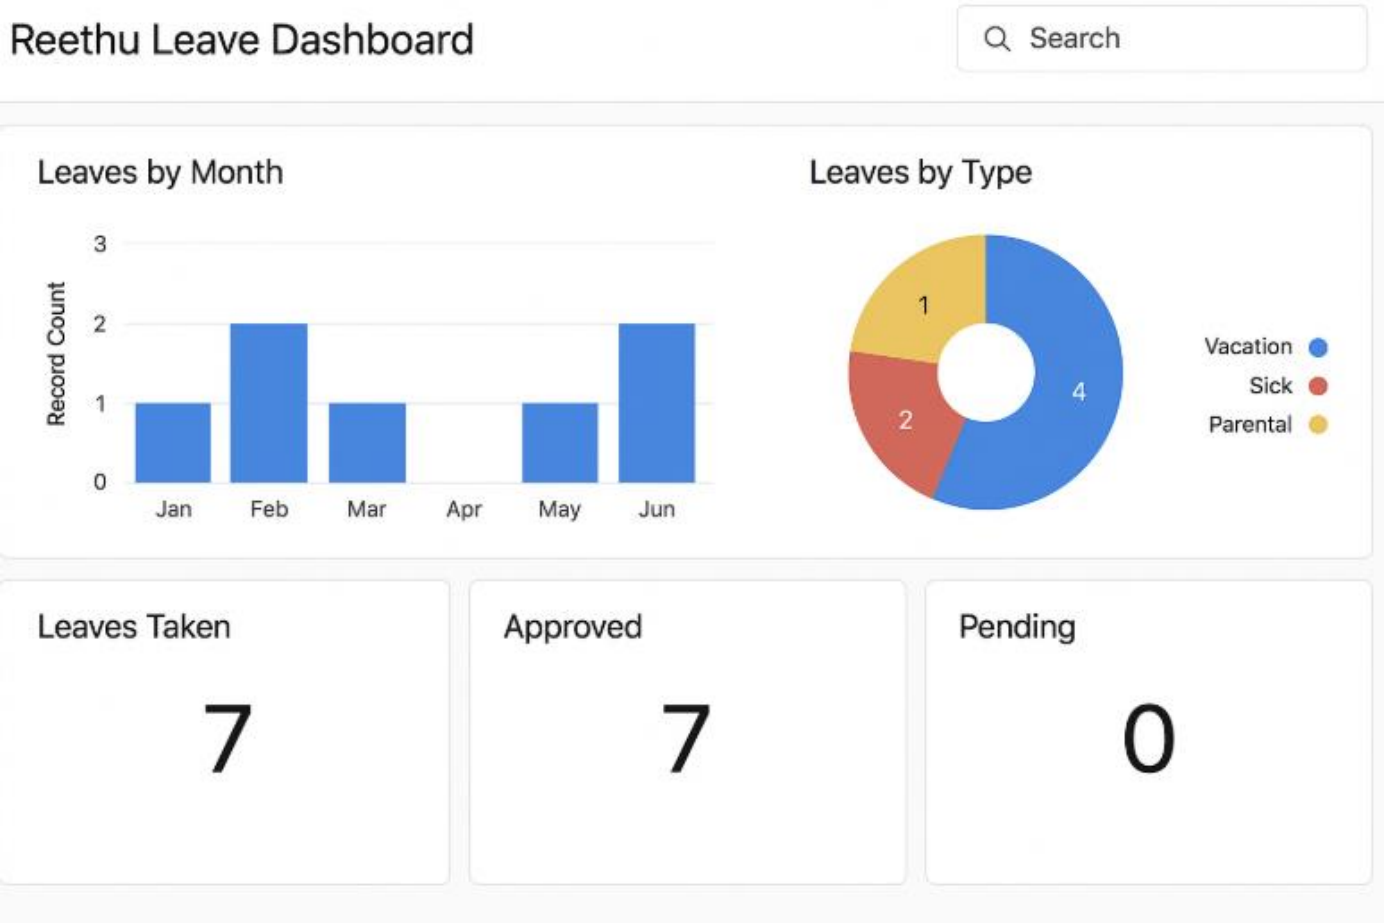 Reethu Leave Dashboard
Search
Leaves by Month
Leaves by Type
Record Count
3
2
1
0
Jan Feb Mar Apr May Jun
1
4
2
Vacation
Sick
Parental
Leaves Taken
7
Approved
7
Pending
0